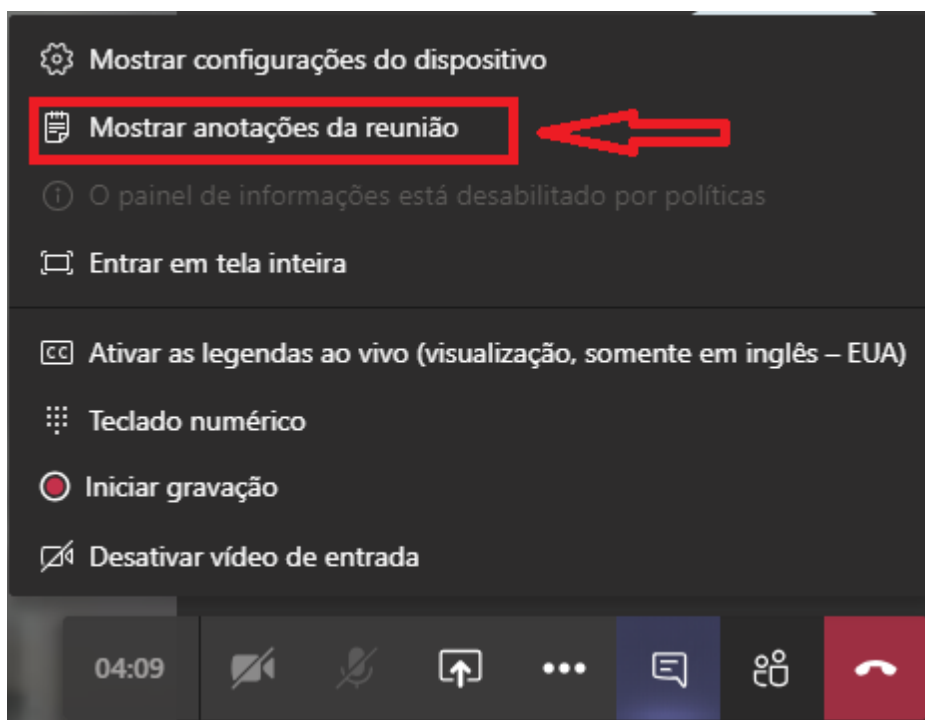 Mostrar configurações do dispositivo
Mostrar anotações da reunião
O painel de informações está desabilitado por políticas
Entrar em tela inteira
CC Ativar as legendas ao vivo (visualização, somente em inglês – EUA)
Teclado numérico
Iniciar gravação
Desativar vídeo de entrada
04:09